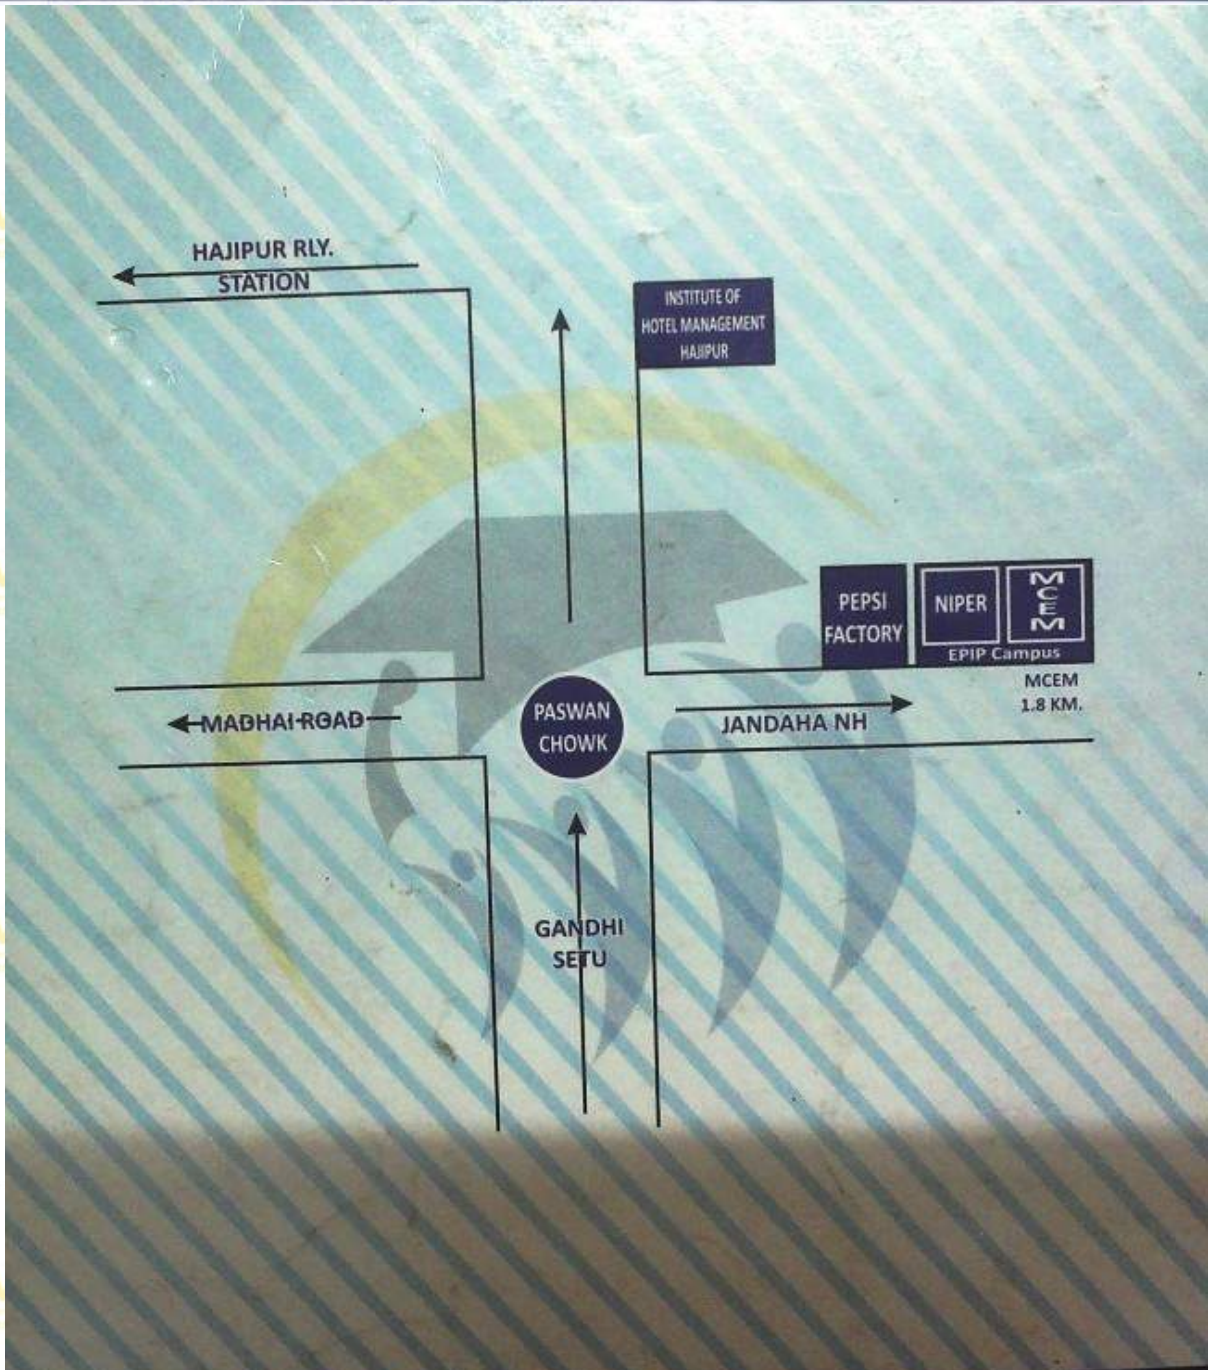 HAJIPUR RLY.
STATION
INSTITUTE OF
HOTEL MANAGEMENT
HAJIPUR
PEPSI
FACTORY
NIPER
MCEM
EPIP Campus
MCEM
1.8 KM.
MADHAI ROAD
PASWAN
CHOWK
JANDAHA NH
GANDHI
SETU